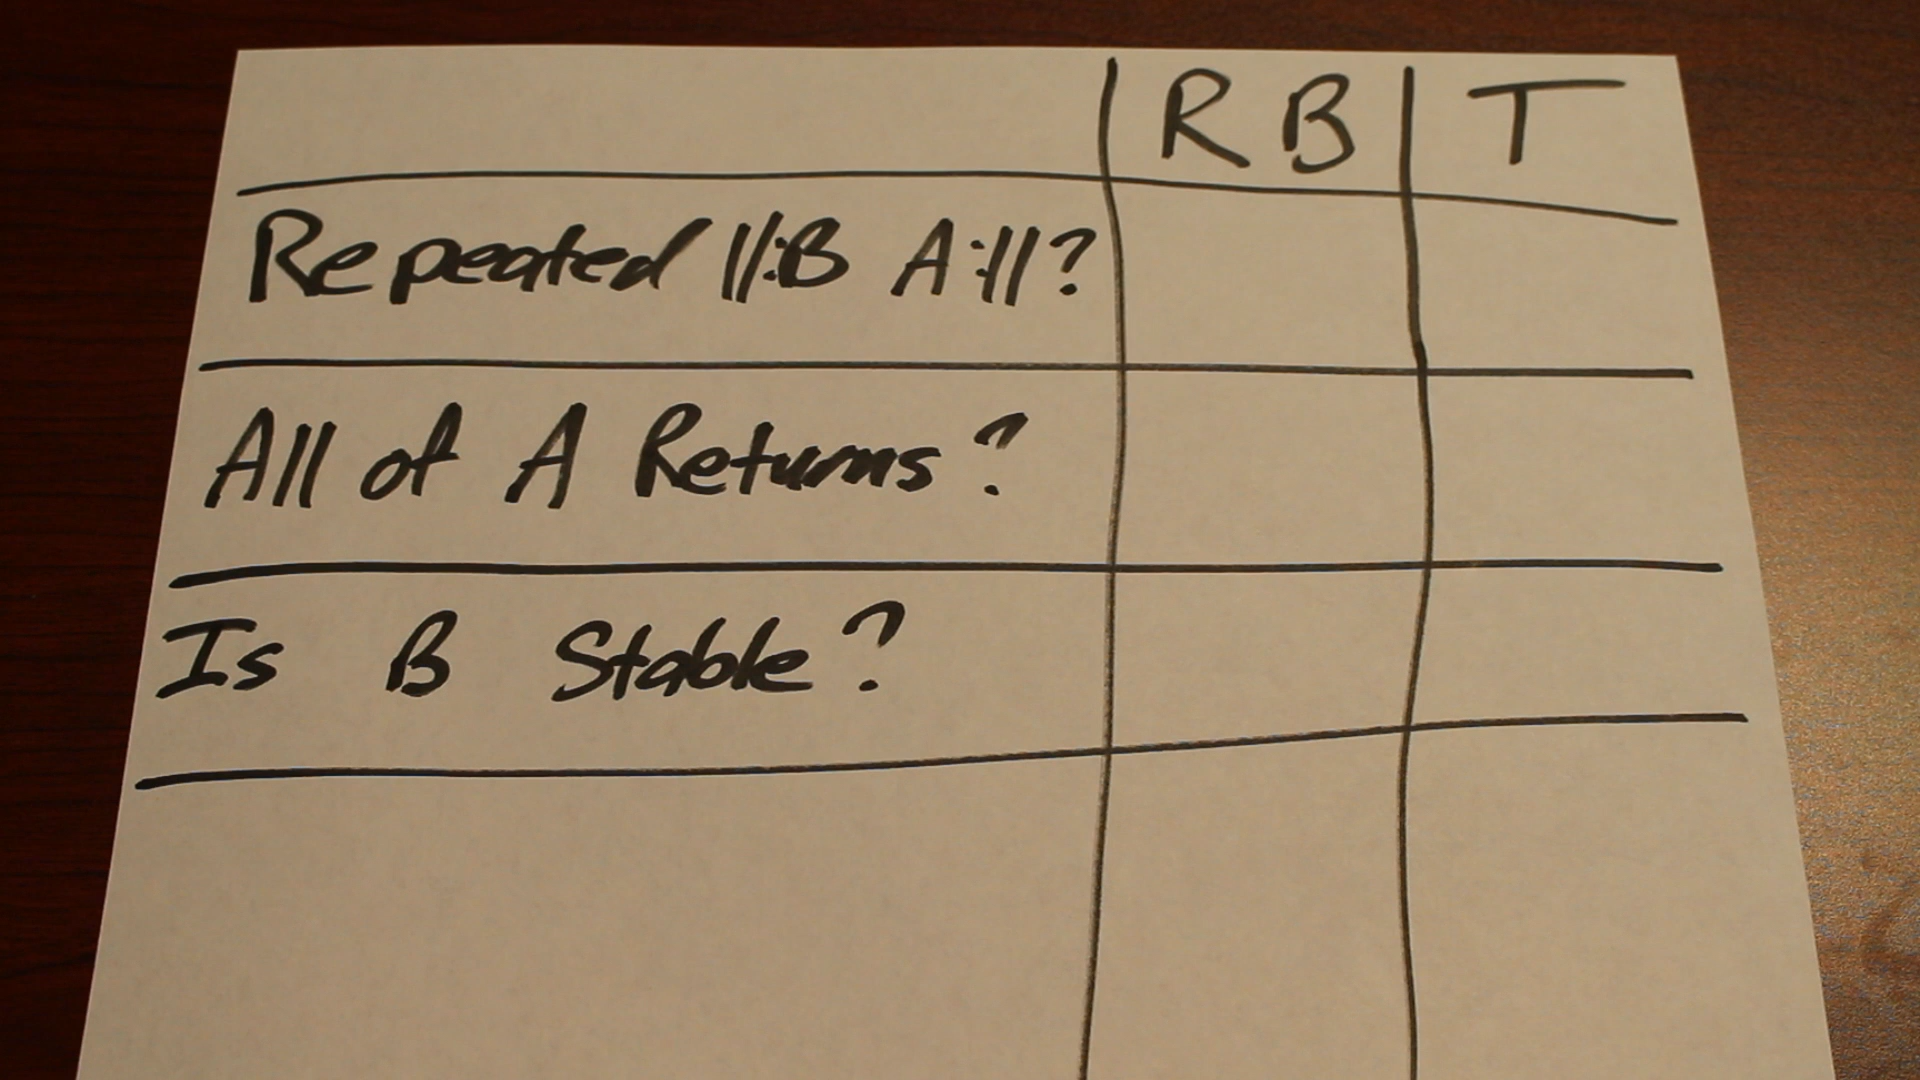 R B T
Repeated ||:B A:||?
All of A Returns?
Is B Stable?